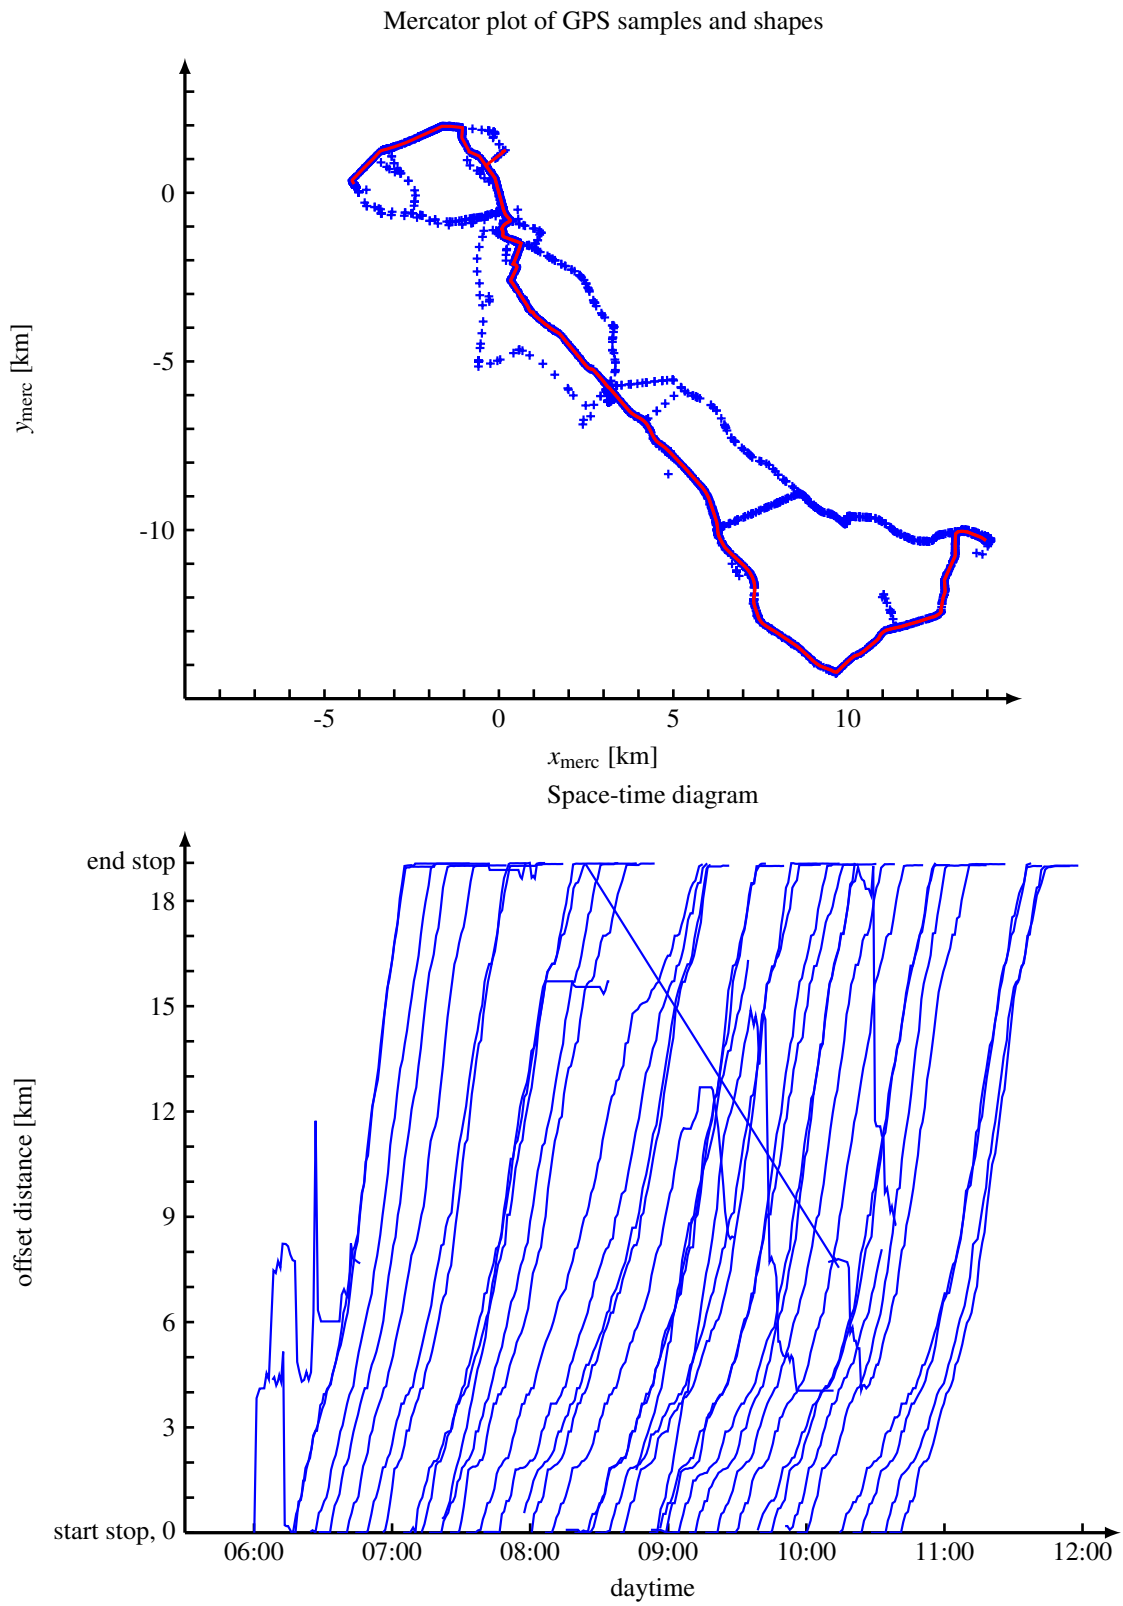 Mercator plot of GPS samples and shapes
0
-5
-10
y_merc [km]
-5 0 5 10
x_merc [km]
Space-time diagram
end stop
18
15
12
9
6
3
start stop, 0
offset distance [km]
06:00 07:00 08:00 09:00 10:00 11:00 12:00
daytime